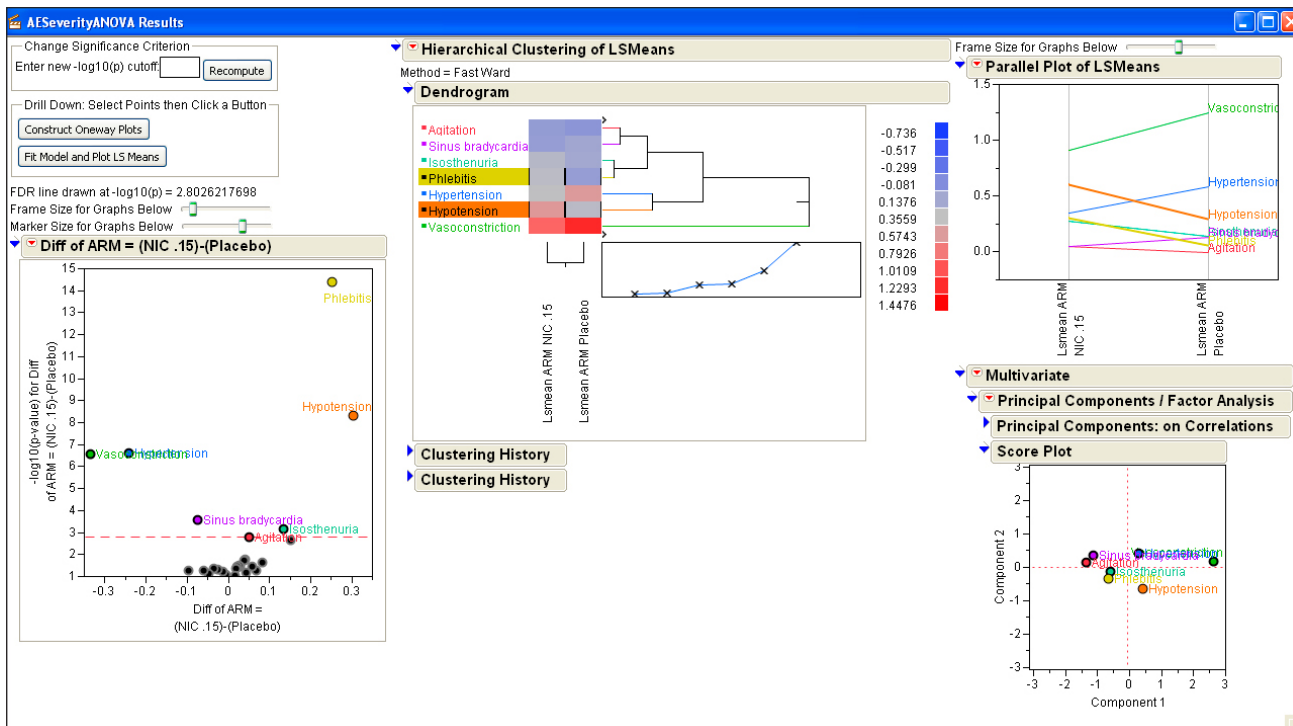 AESeverityANOVA Results
Change Significance Criterion
Enter new -log10(p) cutoff:
Recompute
Drill Down: Select Points then Click a Button
Construct Oneway Plots
Fit Model and Plot LS Means
FDR line drawn at -log10(p) = 2.8026217698
Frame Size for Graphs Below
Marker Size for Graphs Below
Diff of ARM = (NIC .15)-(Placebo)
-log10(p-value) for Diff
of ARM = (NIC .15)-(Placebo)
15
14
13
12
11
10
9
8
7
6
5
4
3
2
1
Phlebitis
Hypotension
Vasoconstriction
Hypertension
Sinus bradycardia
Isosthenuria
Agitation
-0.3 -0.2 -0.1 0 0.1 0.2 0.3
Diff of ARM =
(NIC .15)-(Placebo)
Hierarchical Clustering of LSMeans
Method = Fast Ward
Dendrogram
Agitation
Sinus bradycardia
Isosthenuria
Phlebitis
Hypertension
Hypotension
Vasoconstriction
Lsmean ARM NIC .15
Lsmean ARM Placebo
-0.736
-0.517
-0.299
-0.081
0.1376
0.3559
0.5743
0.7926
1.0109
1.2293
1.4476
Clustering History
Clustering History
Frame Size for Graphs Below
Parallel Plot of LSMeans
1.5
1.0
0.5
0.0
Vasoconstric
Hypertension
Hypotension
Isosthenuria
Sinus bradyc
Phlebitis
Agitation
Lsmean ARM
NIC .15
Lsmean ARM
Placebo
Multivariate
Principal Components / Factor Analysis
Principal Components: on Correlations
Score Plot
Component 2
3
2
1
0
-1
-2
-3
Vasoconstriction
Hypertension
Sinus bradycardia
Agitation
Isosthenuria
Phlebitis
Hypotension
-3 -2 -1 0 1 2 3
Component 1